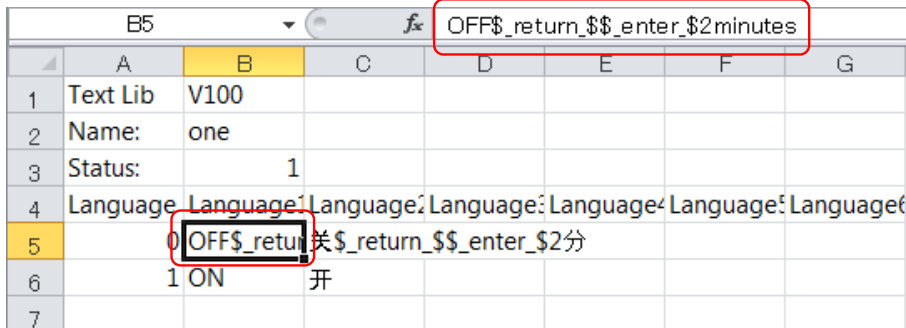 B5 fx OFF$_return_$$_enter_$2minutes
A B C D E F G
1 Text Lib V100
2 Name: one
3 Status: 1
4 Language Language1 Language2 Language3 Language4 Language5 Language6
5 0 OFF$_retur 关$_return_$$_enter_$2分
6 1 ON 开
7